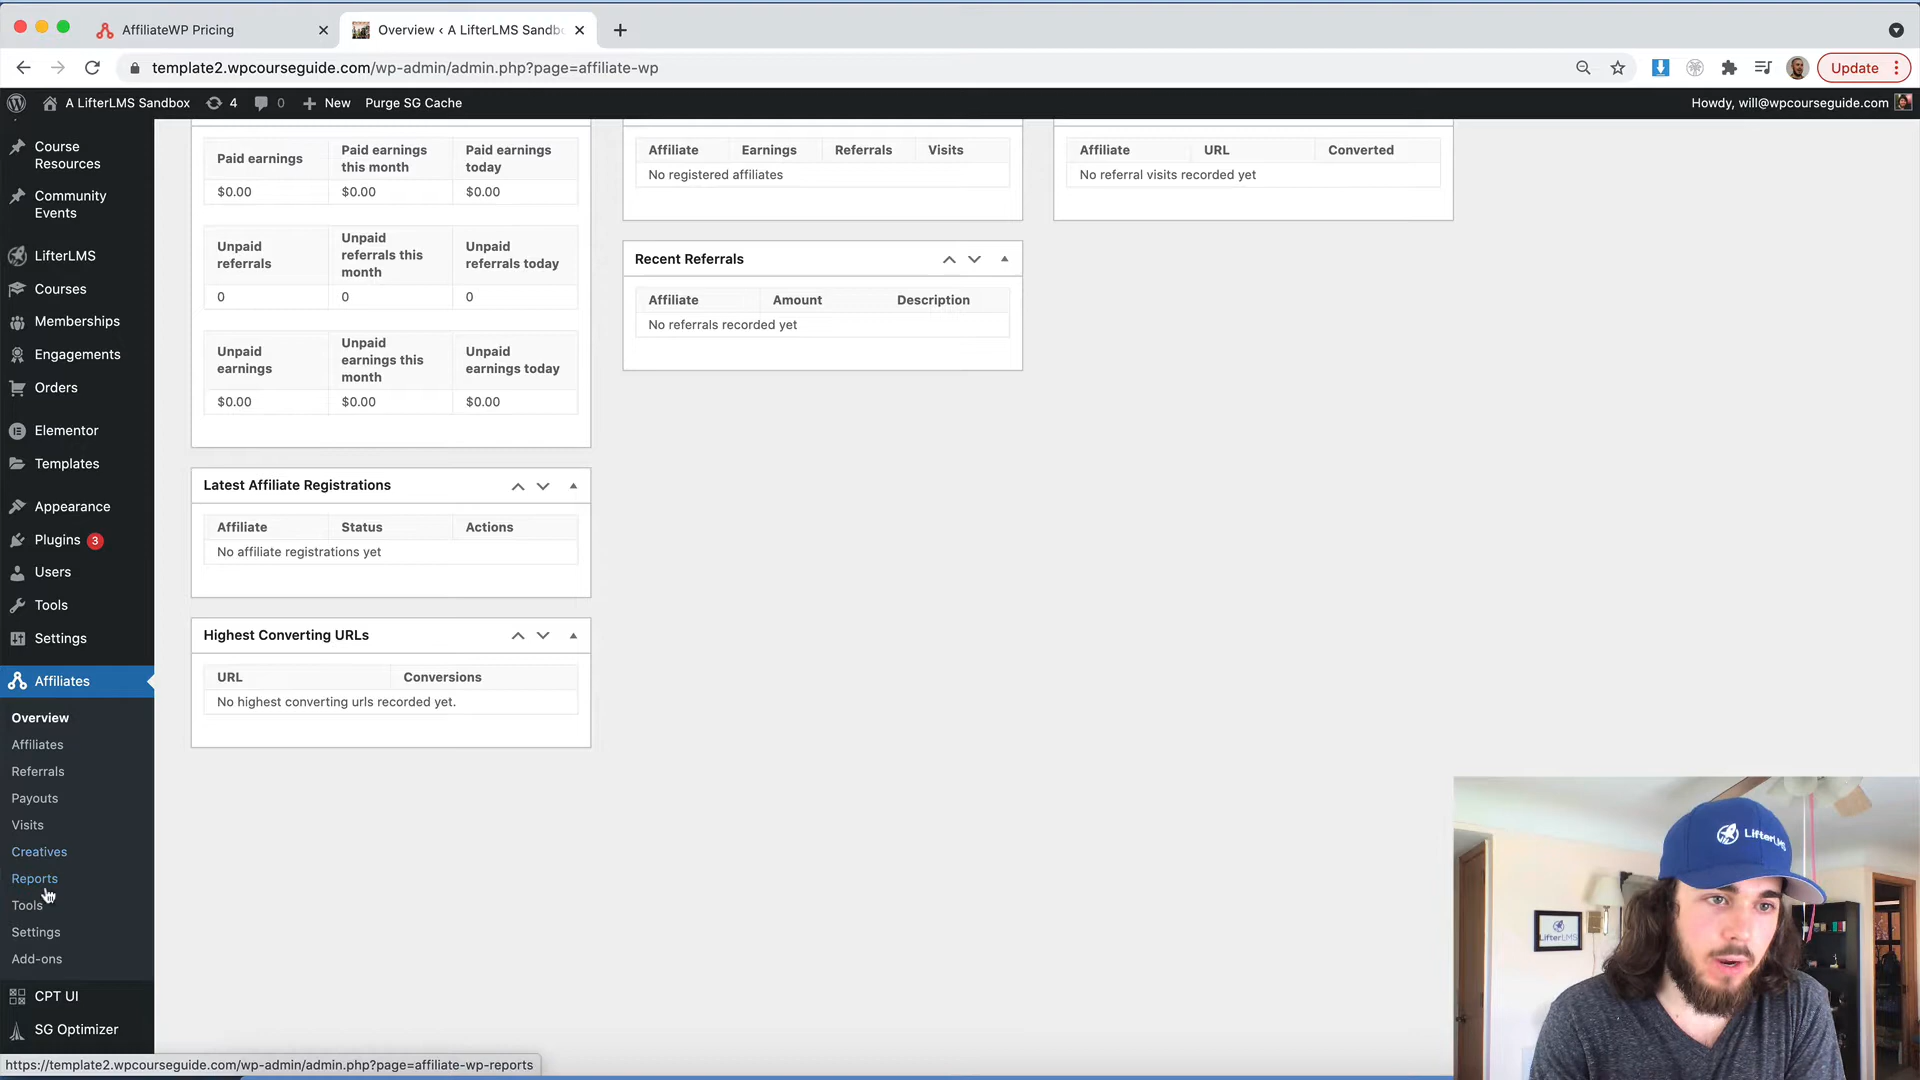 AffiliateWP Pricing
Overview ‹ A LifterLMS Sandb
template2.wpcourseguide.com/wp-admin/admin.php?page=affiliate-wp
Update
A LifterLMS Sandbox
4
0
New
Purge SG Cache
Howdy, will@wpcourseguide.com
Course Resources
Community Events
LifterLMS
Courses
Memberships
Engagements
Orders
Elementor
Templates
Appearance
Plugins 3
Users
Tools
Settings
Affiliates
Overview
Affiliates
Referrals
Payouts
Visits
Creatives
Reports
Tools
Settings
Add-ons
CPT UI
SG Optimizer
Paid earnings
Paid earnings this month
Paid earnings today
$0.00 $0.00 $0.00
Unpaid referrals
Unpaid referrals this month
Unpaid referrals today
0 0 0
Unpaid earnings
Unpaid earnings this month
Unpaid earnings today
$0.00 $0.00 $0.00
Latest Affiliate Registrations
Affiliate Status Actions
No affiliate registrations yet
Highest Converting URLs
URL Conversions
No highest converting urls recorded yet.
Affiliate Earnings Referrals Visits
No registered affiliates
Recent Referrals
Affiliate Amount Description
No referrals recorded yet
Affiliate URL Converted
No referral visits recorded yet
https://template2.wpcourseguide.com/wp-admin/admin.php?page=affiliate-wp-reports
LifterLMS
LifterLMS